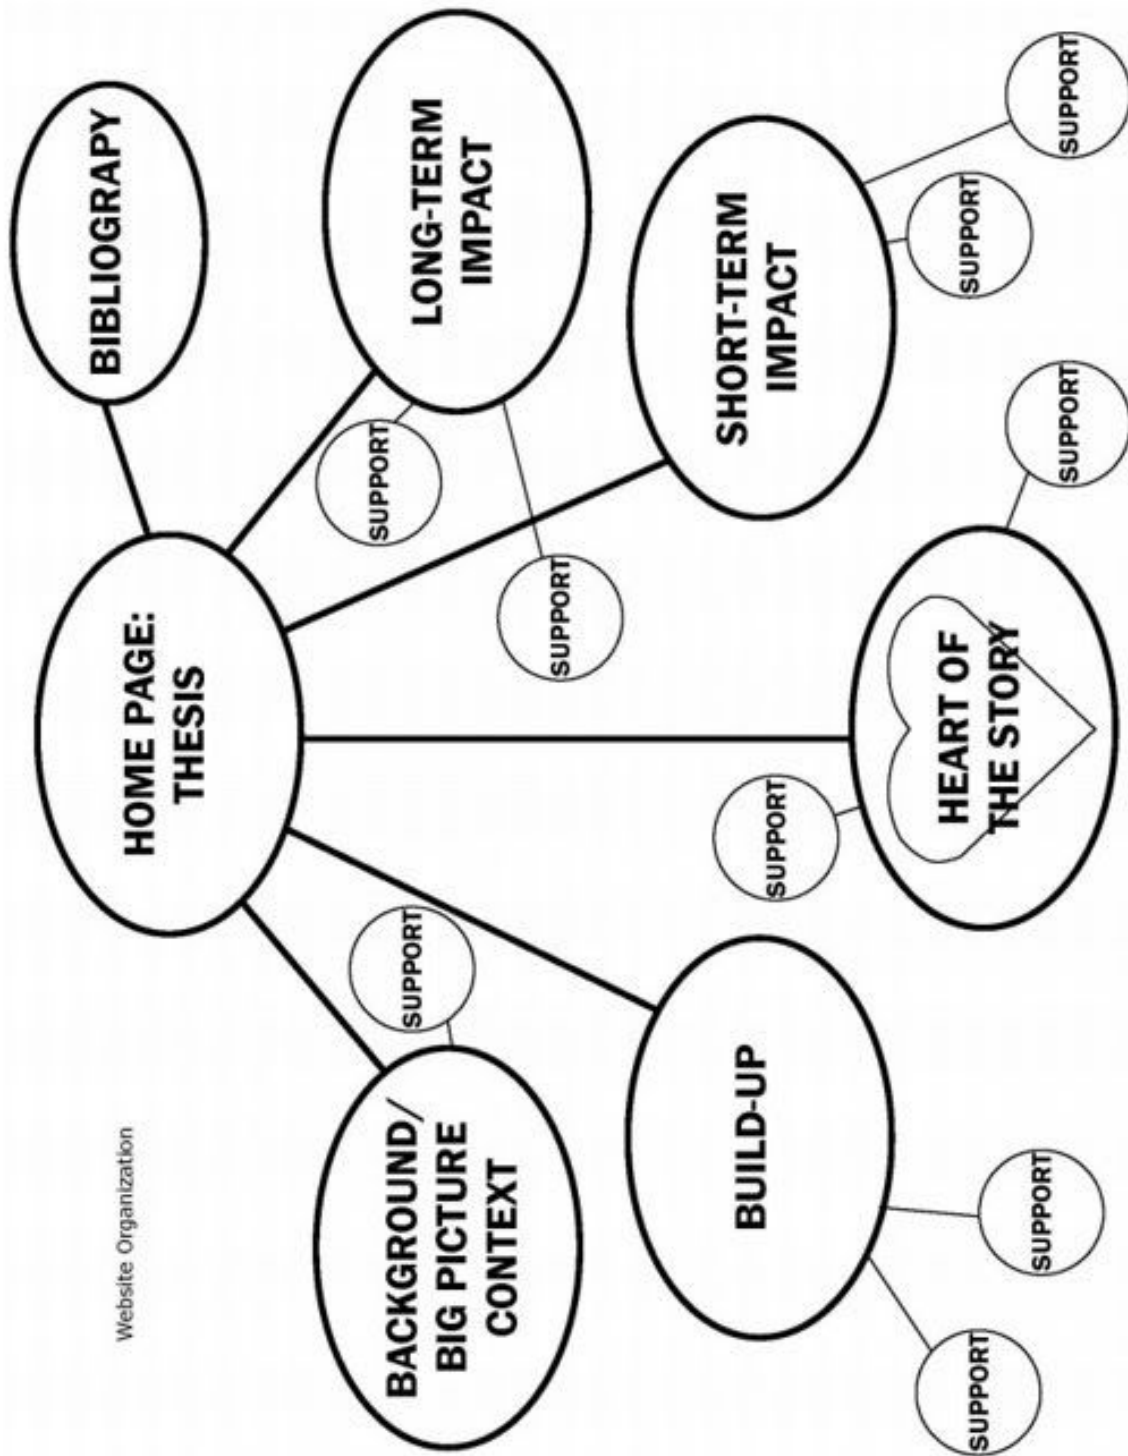 Website Organization
HOME PAGE:
THESIS
BIBLIOGRAPY
BACKGROUND/
BIG PICTURE
CONTEXT
SUPPORT
SUPPORT
SUPPORT
LONG-TERM
IMPACT
BUILD-UP
SUPPORT
SUPPORT
SUPPORT
HEART OF
THE STORY
SUPPORT
SHORT-TERM
IMPACT
SUPPORT
SUPPORT